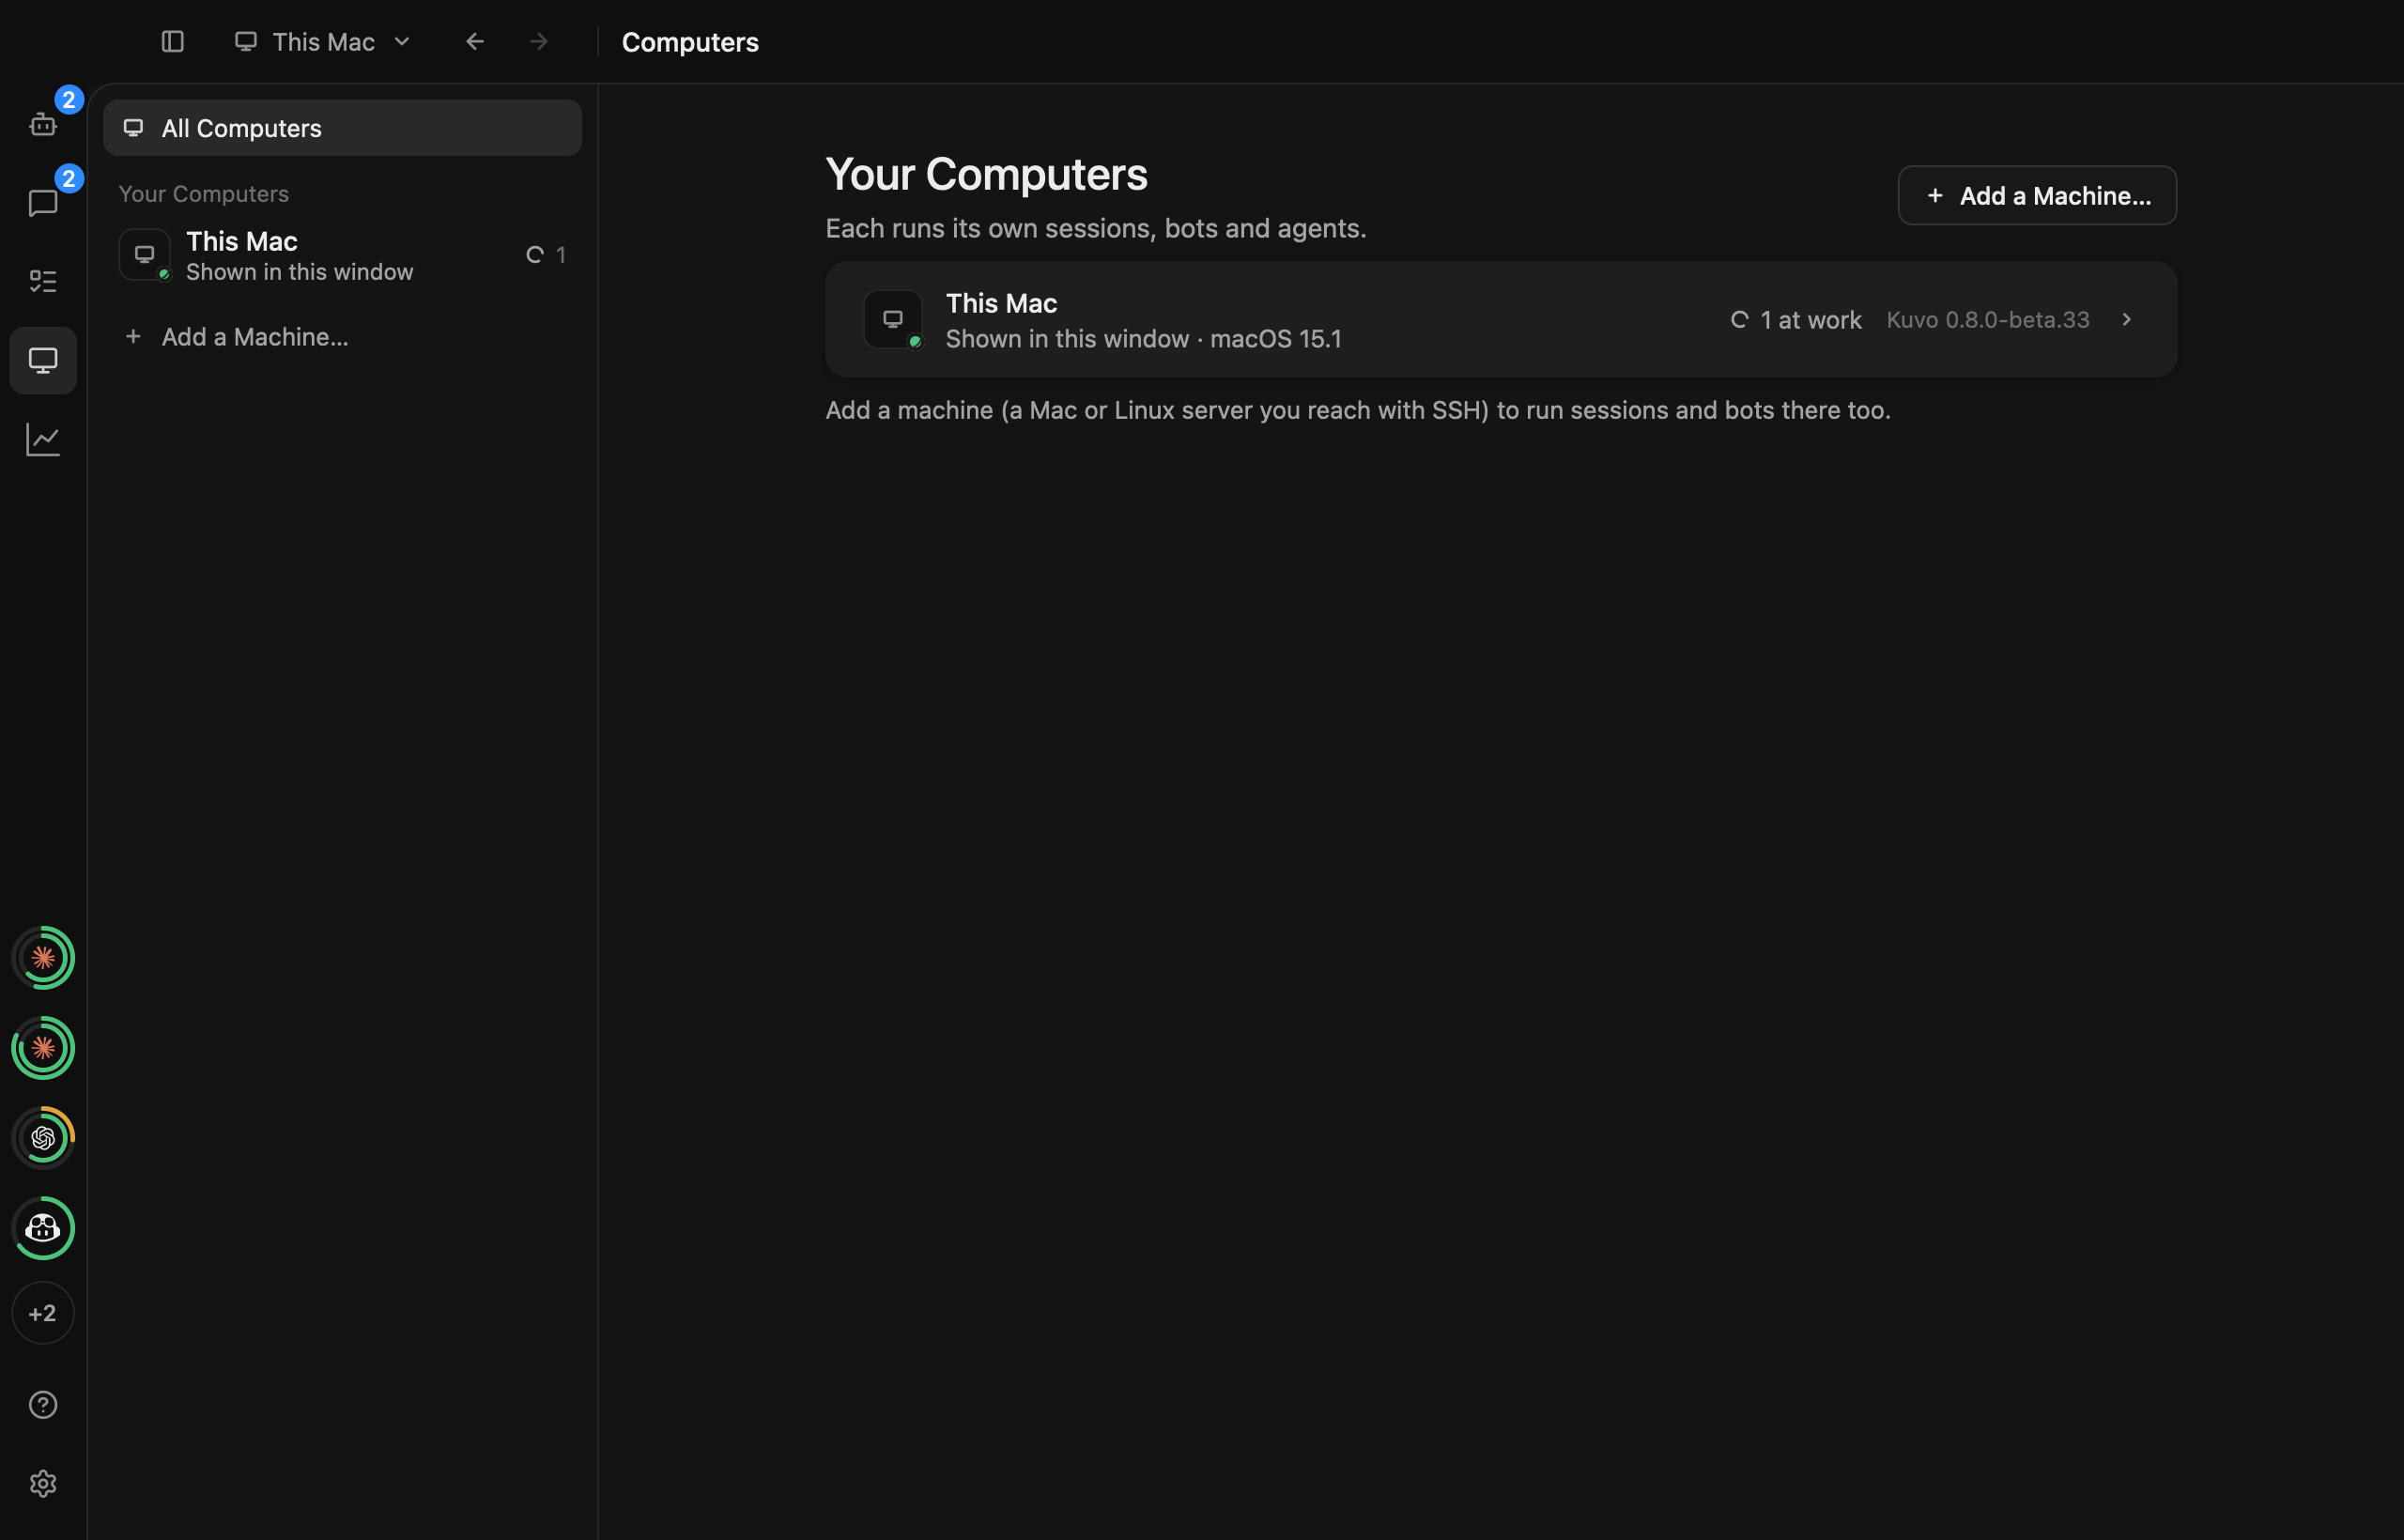 This Mac
Computers
2
2
All Computers
Your Computers
This Mac
Shown in this window
1
Add a Machine...
Your Computers
Each runs its own sessions, bots and agents.
+ Add a Machine...
This Mac
Shown in this window · macOS 15.1
1 at work
Kuvo 0.8.0-beta.33
Add a machine (a Mac or Linux server you reach with SSH) to run sessions and bots there too.
+2